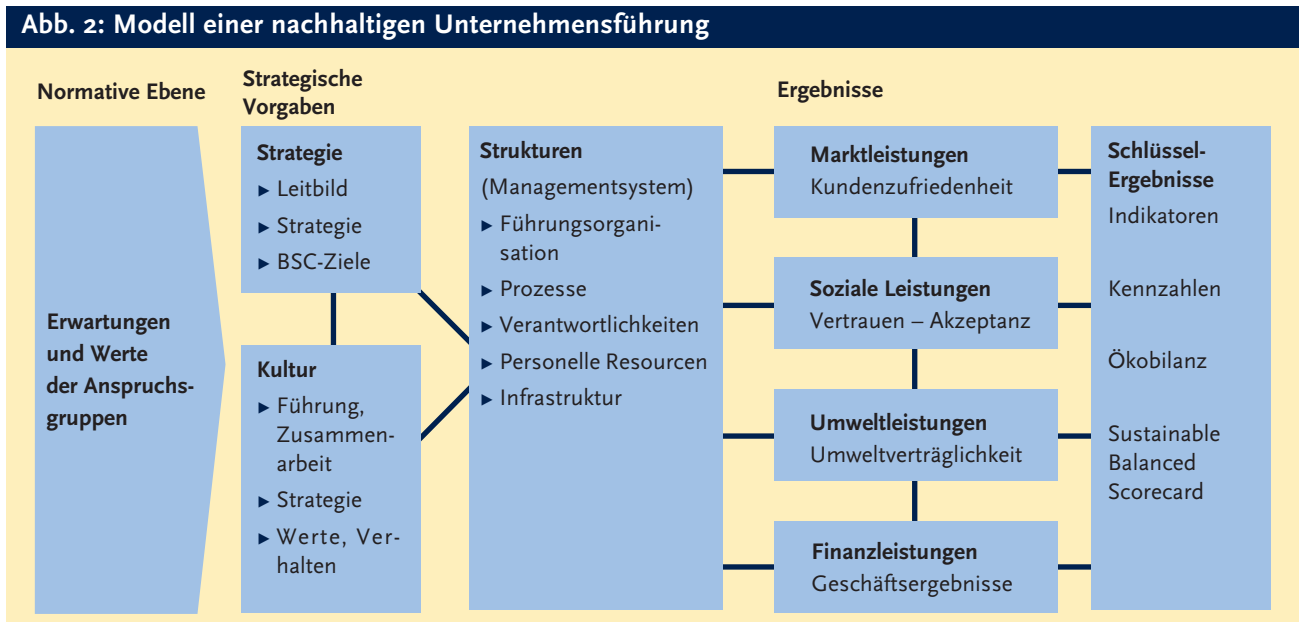 Abb. 2: Modell einer nachhaltigen Unternehmensführung
Normative Ebene
Erwartungen
und Werte
der Anspruchs-
gruppen
Strategische
Vorgaben
Strategie
▸ Leitbild
▸ Strategie
▸ BSC-Ziele
Kultur
▸ Führung,
Zusammen-
arbeit
▸ Strategie
▸ Werte, Ver-
halten
Strukturen
(Managementsystem)
▸ Führungsorgani-
sation
▸ Prozesse
▸ Verantwortlichkeiten
▸ Personelle Resourcen
▸ Infrastruktur
Ergebnisse
Marktleistungen
Kundenzufriedenheit
Soziale Leistungen
Vertrauen – Akzeptanz
Umweltleistungen
Umweltverträglichkeit
Finanzleistungen
Geschäftsergebnisse
Schlüssel-
Ergebnisse
Indikatoren
Kennzahlen
Ökobilanz
Sustainable
Balanced
Scorecard